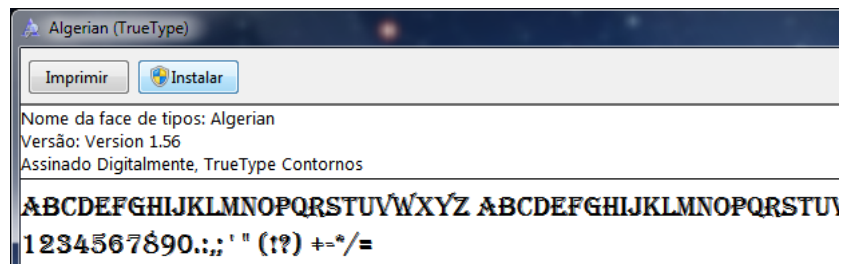 Algerian (TrueType)
Imprimir Instalar
Nome da face de tipos: Algerian
Versão: Version 1.56
Assinado Digitalmente, TrueType Contornos
ABCDEFGHIJKLMNOPQRSTUVWXYZ ABCDEFGHIJKLMNOPQRSTUV
1234567890.:,; ' " (!?) +-*/=